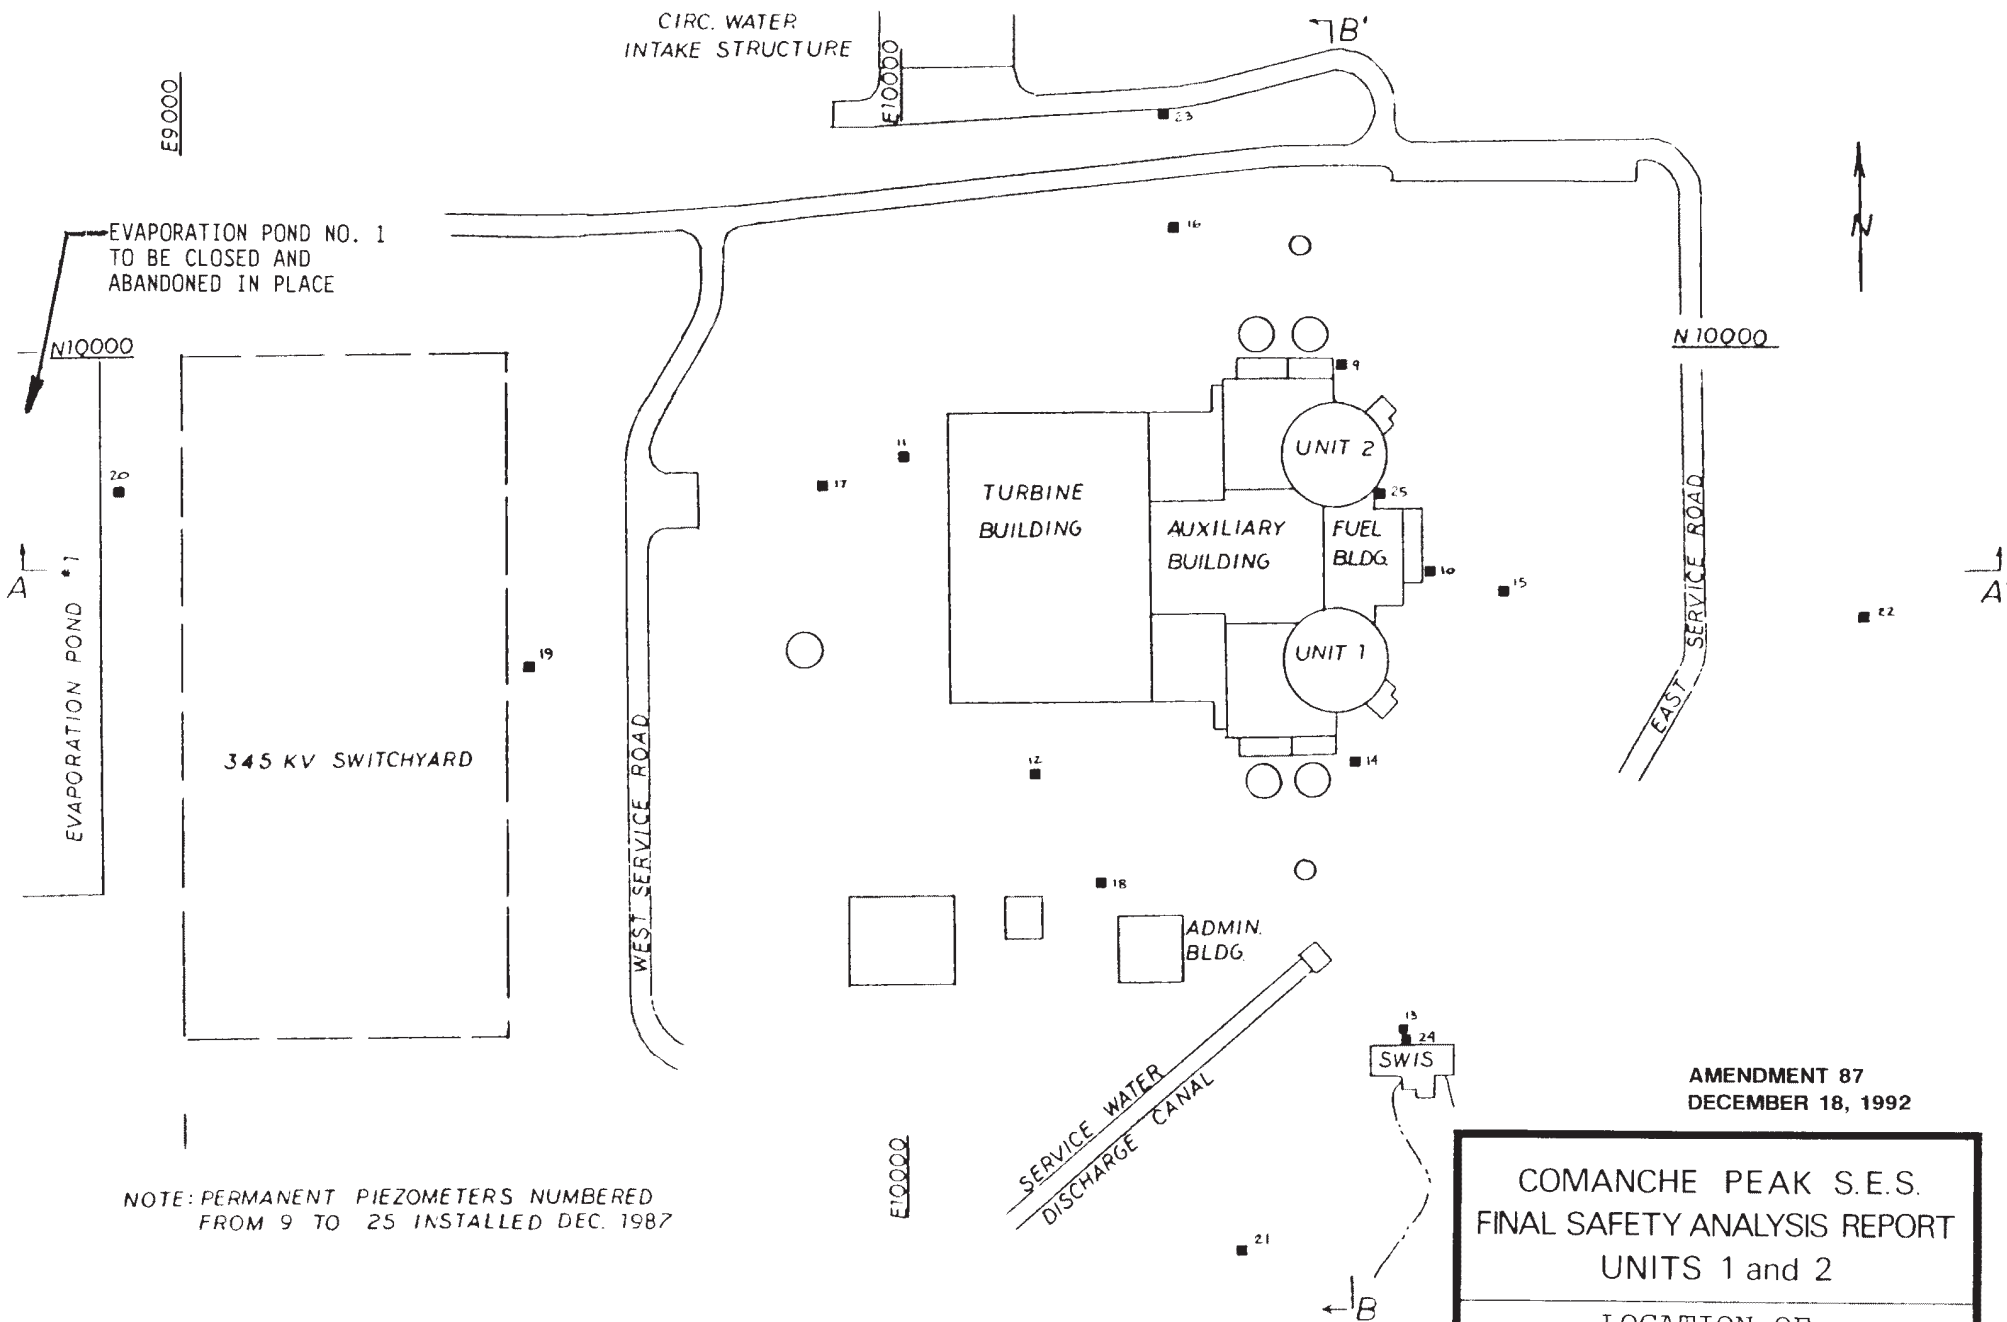 CIRC. WATER
INTAKE STRUCTURE
B'
E9000
E10000
23
EVAPORATION POND NO. 1
TO BE CLOSED AND
ABANDONED IN PLACE
16
N
N10000
N10000
9
UNIT 2
11
17
20
TURBINE
BUILDING
25
AUXILIARY
BUILDING
FUEL
BLDG.
10
15
22
A
A'
EVAPORATION POND #1
19
UNIT 1
EAST SERVICE ROAD
345 KV SWITCHYARD
WEST SERVICE ROAD
12
14
18
ADMIN.
BLDG.
13
24
SWIS
SERVICE WATER
DISCHARGE CANAL
AMENDMENT 87
DECEMBER 18, 1992
E10000
NOTE: PERMANENT PIEZOMETERS NUMBERED
FROM 9 TO 25 INSTALLED DEC. 1987
21
B
COMANCHE PEAK S.E.S.
FINAL SAFETY ANALYSIS REPORT
UNITS 1 and 2
LOCATION OF